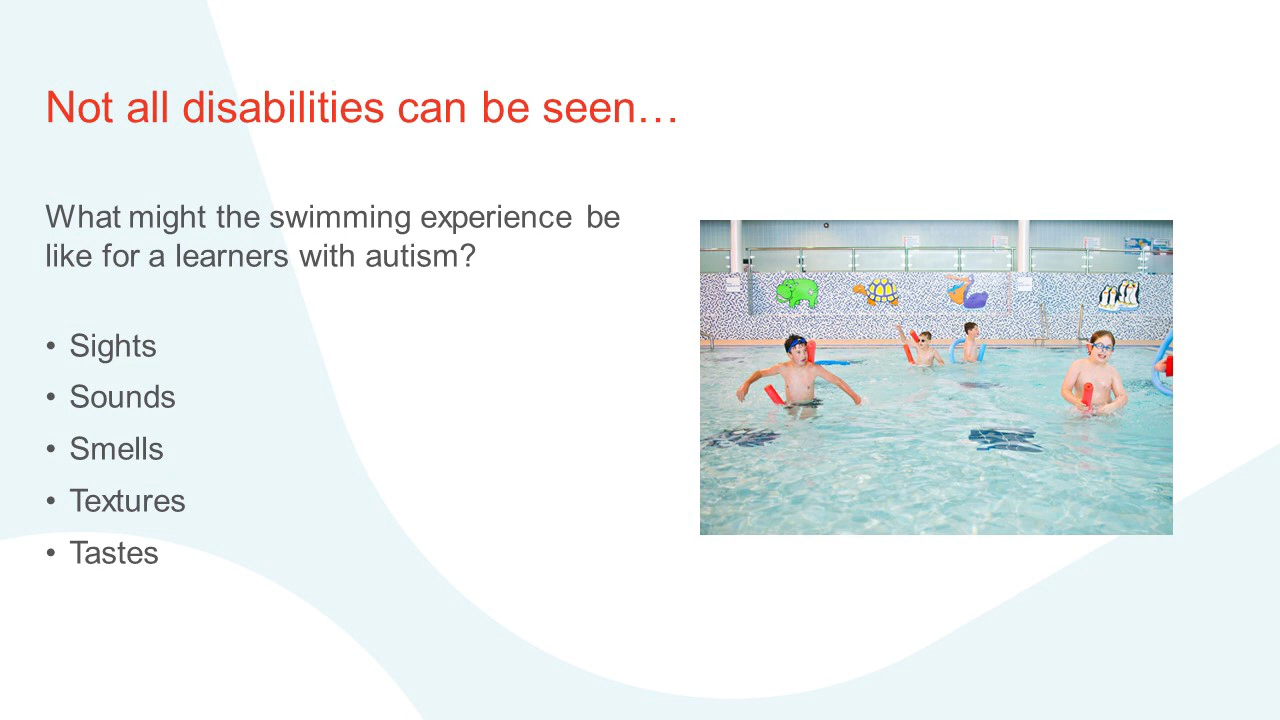 Not all disabilities can be seen…
What might the swimming experience be
like for a learners with autism?
• Sights
• Sounds
• Smells
• Textures
• Tastes